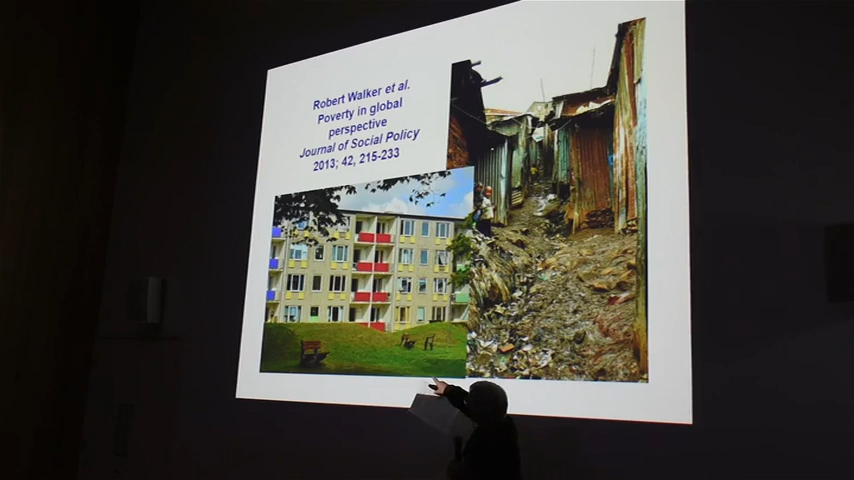 Robert Walker et al.
Poverty in global
perspective
Journal of Social Policy
2013; 42, 215-233